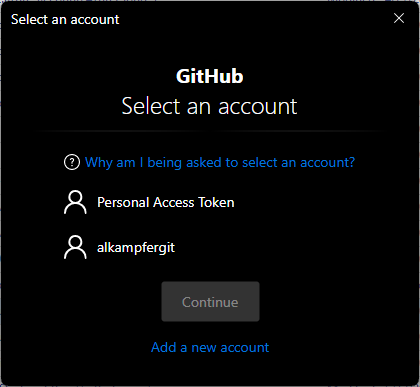 Select an account
GitHub
Select an account
Why am I being asked to select an account?
Personal Access Token
alkampfergit
Continue
Add a new account